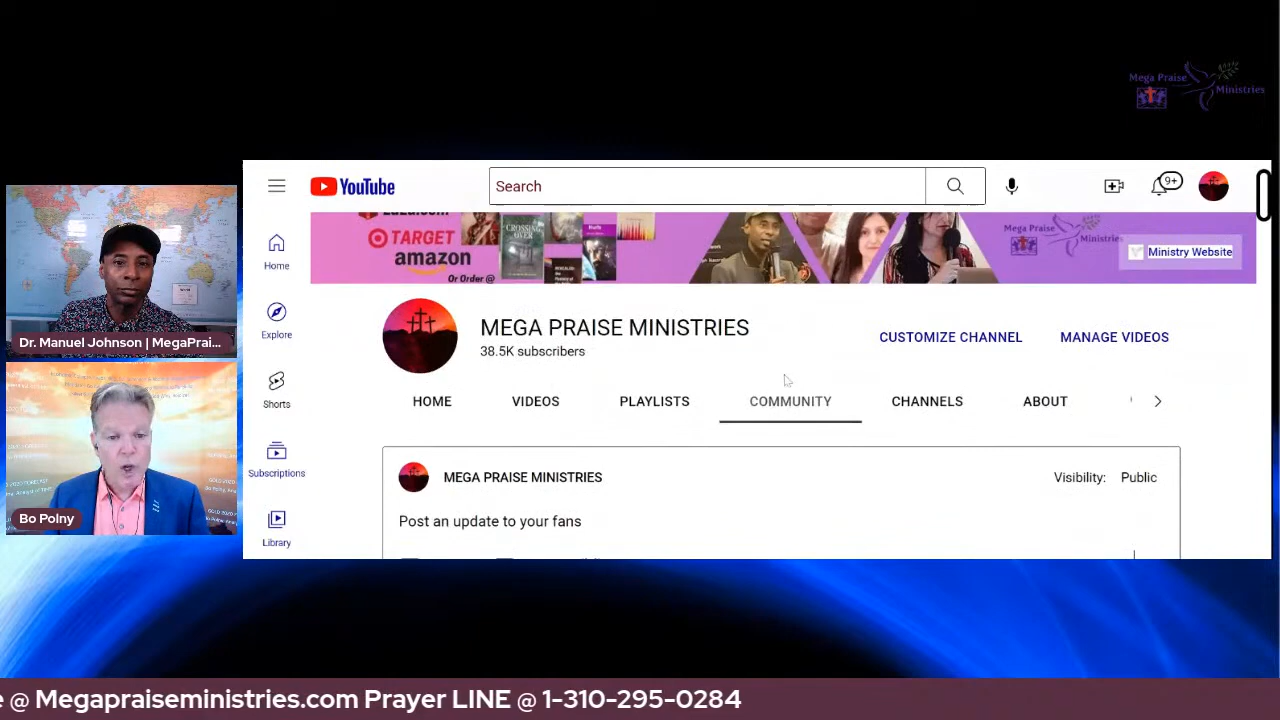 Mega Praise
Ministries
YouTube
Search
9+
TARGET
amazon
Or Order @
CROSSING
OVER
Mega Praise
Ministries
Ministry Website
Home
Explore
Shorts
Subscriptions
Library
MEGA PRAISE MINISTRIES
38.5K subscribers
CUSTOMIZE CHANNEL
MANAGE VIDEOS
HOME
VIDEOS
PLAYLISTS
COMMUNITY
CHANNELS
ABOUT
MEGA PRAISE MINISTRIES
Visibility: Public
Post an update to your fans
Dr. Manuel Johnson | MegaPrai...
Bo Polny
e @ Megapraiseministries.com Prayer LINE @ 1-310-295-0284